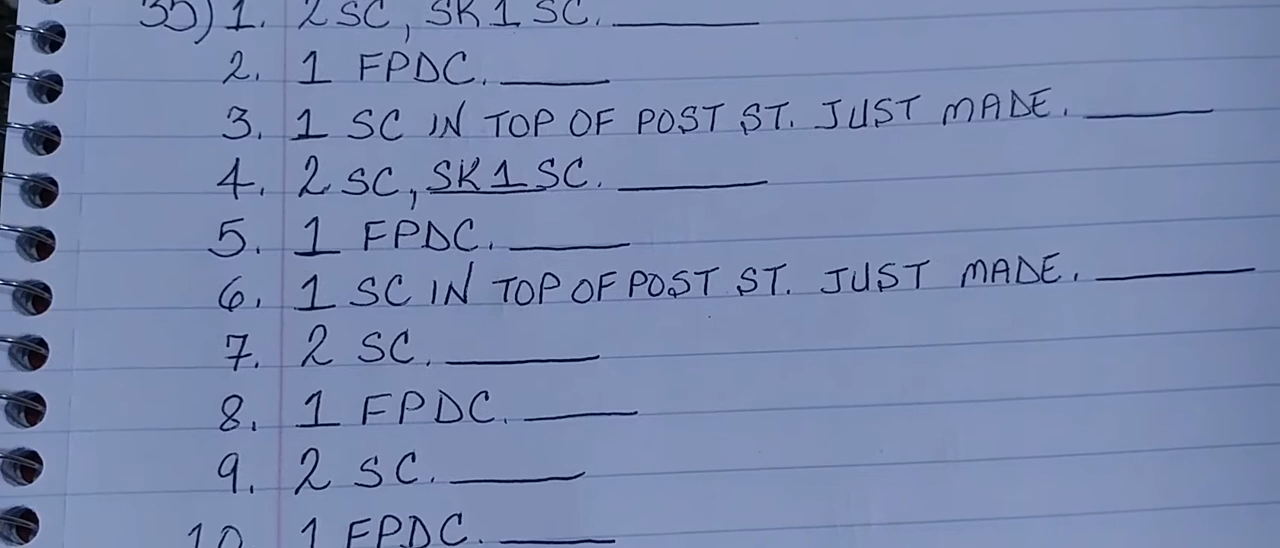 35) 1. 2 SC, SK 1 SC. ______
2. 1 FPDC. ______
3. 1 SC IN TOP OF POST ST. JUST MADE. ______
4. 2 SC, SK 1 SC. ______
5. 1 FPDC. ______
6. 1 SC IN TOP OF POST ST. JUST MADE. ______
7. 2 SC. ______
8. 1 FPDC. ______
9. 2 SC. ______
10. 1 FPDC. ______